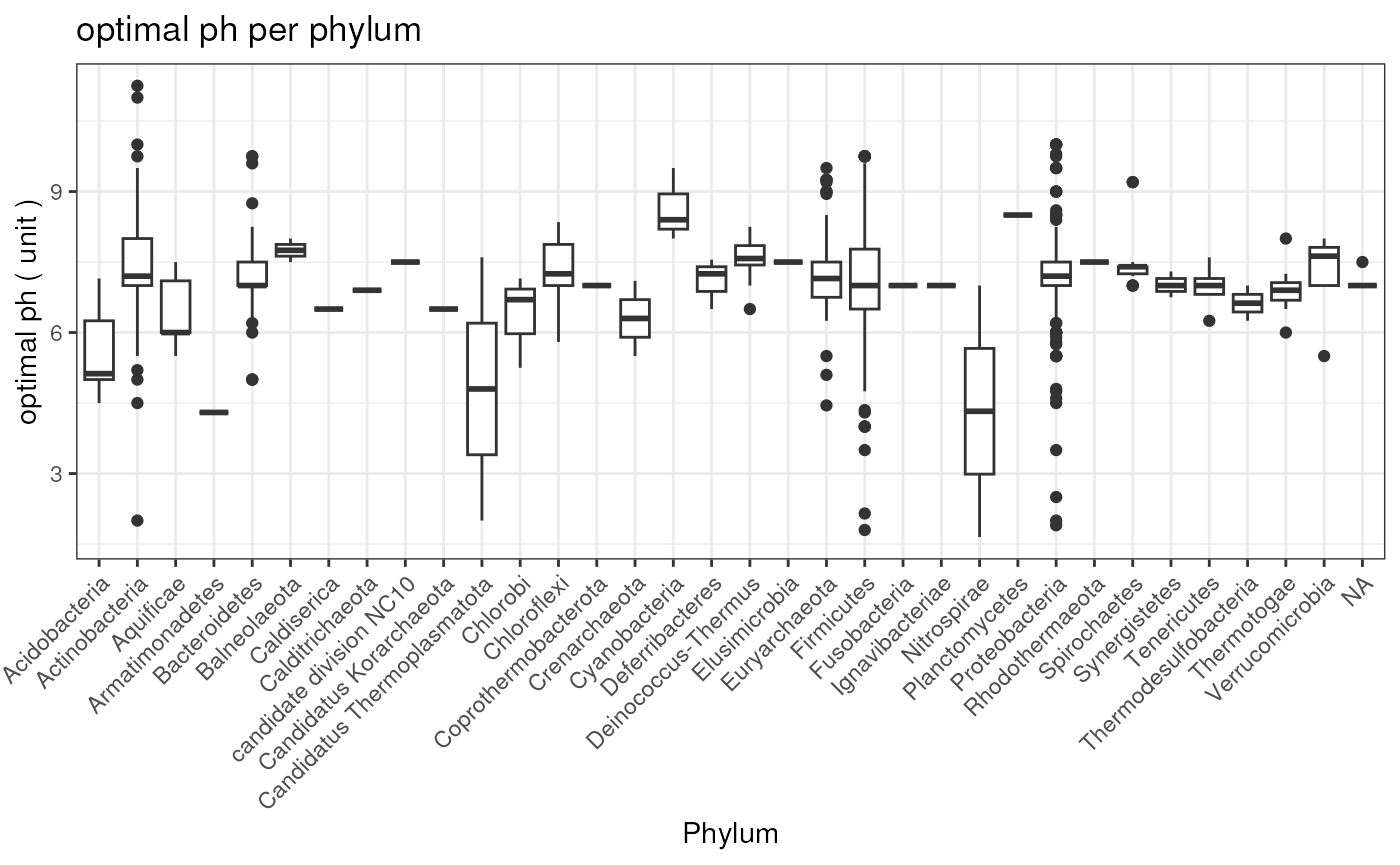 optimal ph per phylum
optimal ph ( unit )
9
6
3
Acidobacteria
Actinobacteria
Aquificae
Armatimonadetes
Bacteroidetes
Balneolaeota
Caldiserica
Calditrichaeota
candidate division NC10
Candidatus Korarchaeota
Candidatus Thermoplasmatota
Chlorobi
Chloroflexi
Coprothermobacterota
Crenarchaeota
Cyanobacteria
Deferribacteres
Deinococcus-Thermus
Elusimicrobia
Euryarchaeota
Firmicutes
Fusobacteria
Ignavibacteriae
Nitrospirae
Planctomycetes
Proteobacteria
Rhodothermaeota
Spirochaetes
Synergistetes
Tenericutes
Thermodesulfobacteria
Thermotogae
Verrucomicrobia
NA
Phylum